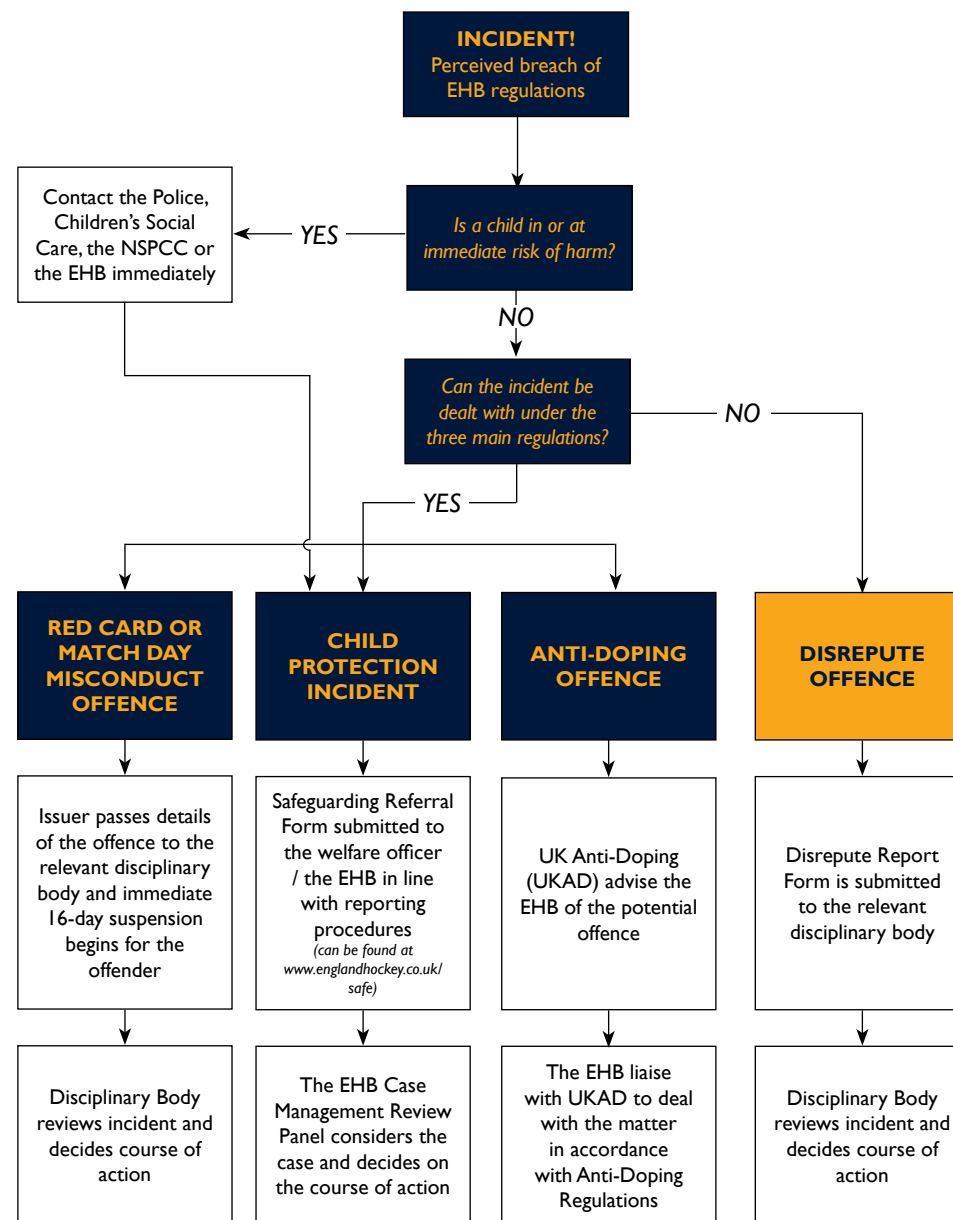 INCIDENT!
Perceived breach of
EHB regulations
Contact the Police,
Children's Social
Care, the NSPCC or
the EHB immediately
YES
Is a child in or at
immediate risk of harm?
NO
Can the incident be
dealt with under the
three main regulations?
NO
YES
RED CARD OR
MATCH DAY
MISCONDUCT
OFFENCE
CHILD
PROTECTION
INCIDENT
ANTI-DOPING
OFFENCE
DISREPUTE
OFFENCE
Issuer passes details
of the offence to the
relevant disciplinary
body and immediate
16-day suspension
begins for the
offender
Safeguarding Referral
Form submitted to
the welfare officer
/ the EHB in line
with reporting
procedures
(can be found at
www.englandhockey.co.uk/
safe)
UK Anti-Doping
(UKAD) advise the
EHB of the potential
offence
Disrepute Report
Form is submitted
to the relevant
disciplinary body
Disciplinary Body
reviews incident and
decides course of
action
The EHB Case
Management Review
Panel considers the
case and decides on
the course of action
The EHB liaise
with UKAD to deal
with the matter
in accordance
with Anti-Doping
Regulations
Disciplinary Body
reviews incident and
decides course of
action